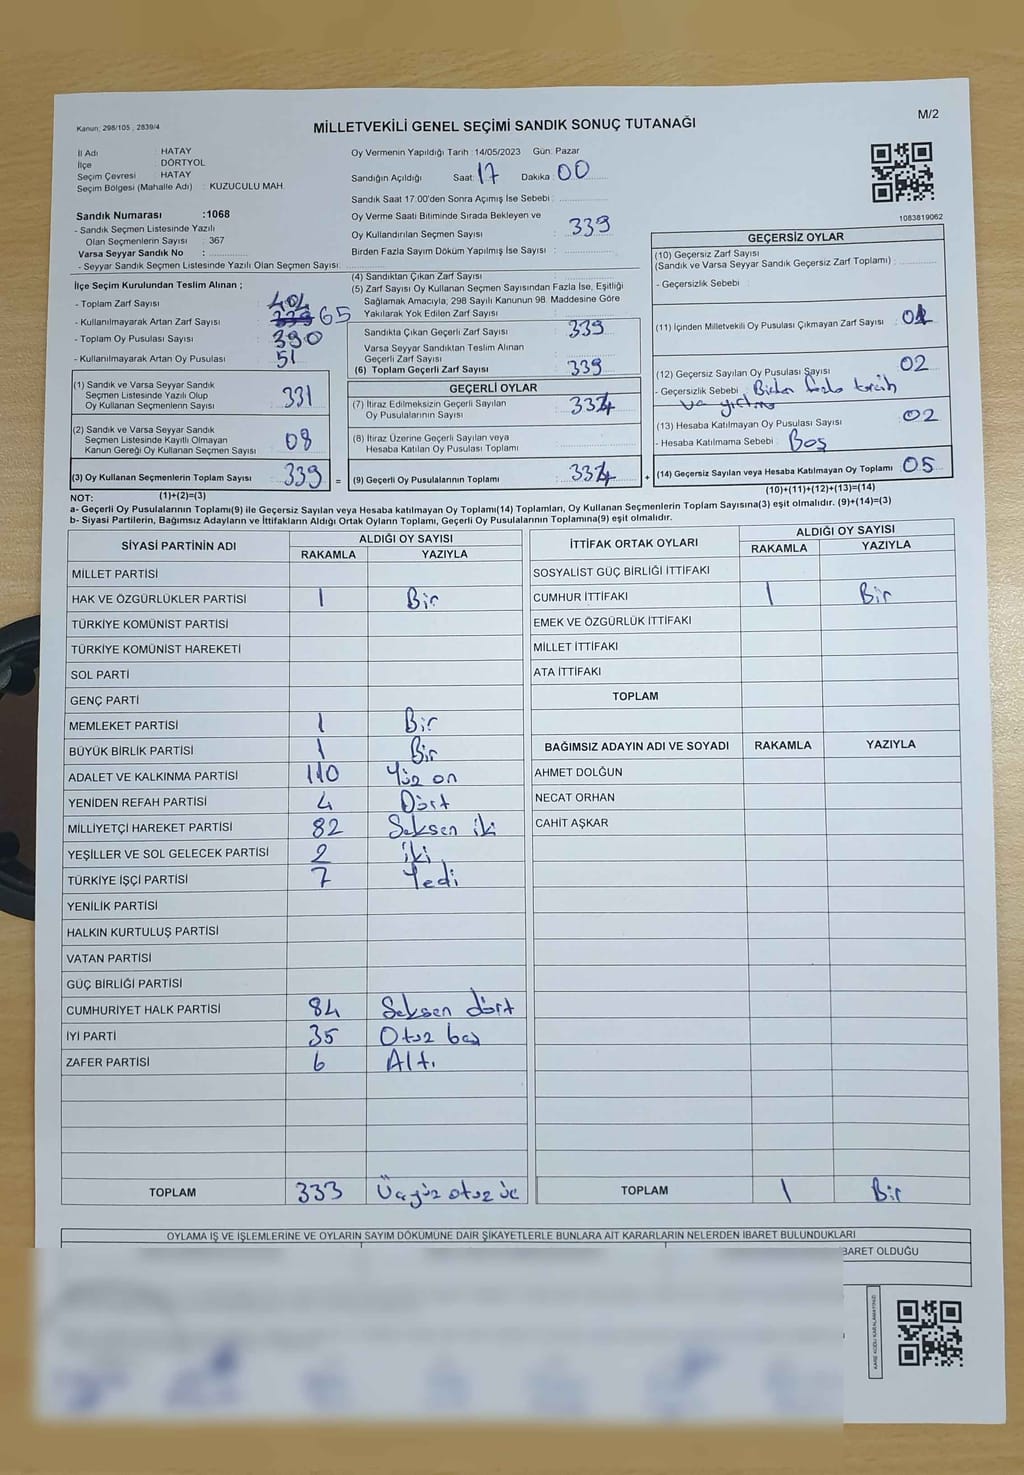 Kanun; 298/105 , 2839/4
MİLLETVEKİLİ GENEL SEÇİMİ SANDIK SONUÇ TUTANAĞI
M/2
İl Adı : HATAY
İlçe : DÖRTYOL
Seçim Çevresi : HATAY
Seçim Bölgesi (Mahalle Adı) : KUZUCULU MAH.
Sandık Numarası :1068
- Sandık Seçmen Listesinde Yazılı
Olan Seçmenlerin Sayısı : 367
Varsa Seyyar Sandık No :
- Seyyar Sandık Seçmen Listesinde Yazılı Olan Seçmen Sayısı:
Oy Vermenin Yapıldığı Tarih :14/05/2023 Gün: Pazar
Sandığın Açıldığı Saat: 17 Dakika: 00
Sandık Saat 17:00'den Sonra Açımış İse Sebebi :
Oy Verme Saati Bitiminde Sırada Bekleyen ve
Oy Kullandırılan Seçmen Sayısı : 339
Birden Fazla Sayım Döküm Yapılmış İse Sayısı :
1083819062
İlçe Seçim Kurulundan Teslim Alınan ;
- Toplam Zarf Sayısı : 404
- Kullanılmayarak Artan Zarf Sayısı : 339 65
- Toplam Oy Pusulası Sayısı : 390
- Kullanılmayarak Artan Oy Pusulası : 51
(1) Sandık ve Varsa Seyyar Sandık
Seçmen Listesinde Yazılı Olup
Oy Kullanan Seçmenlerin Sayısı : 331
(2) Sandık ve Varsa Seyyar Sandık
Seçmen Listesinde Kayıtlı Olmayan
Kanun Gereği Oy Kullanan Seçmen Sayısı : 08
(3) Oy Kullanan Seçmenlerin Toplam Sayısı : 339 =
(4) Sandıktan Çıkan Zarf Sayısı :
(5) Zarf Sayısı Oy Kullanan Seçmen Sayısından Fazla İse, Eşitliği
Sağlamak Amacıyla, 298 Sayılı Kanunun 98. Maddesine Göre
Yakılarak Yok Edilen Zarf Sayısı :
Sandıkta Çıkan Geçerli Zarf Sayısı : 339
Varsa Seyyar Sandıktan Teslim Alınan
Geçerli Zarf Sayısı :
(6) Toplam Geçerli Zarf Sayısı : 339
GEÇERLİ OYLAR
(7) İtiraz Edilmeksizin Geçerli Sayılan
Oy Pusulalarının Sayısı : 334
(8) İtiraz Üzerine Geçerli Sayılan veya
Hesaba Katılan Oy Pusulası Toplamı :
(9) Geçerli Oy Pusulalarının Toplamı : 334 +
GEÇERSİZ OYLAR
(10) Geçersiz Zarf Sayısı
(Sandık ve Varsa Seyyar Sandık Geçersiz Zarf Toplamı) :
- Geçersizlik Sebebi :
(11) İçinden Milletvekili Oy Pusulası Çıkmayan Zarf Sayısı : 01
(12) Geçersiz Sayılan Oy Pusulası Sayısı : 02
- Geçersizlik Sebebi : Birden fazla tercih
ve yırtma
(13) Hesaba Katılmayan Oy Pusulası Sayısı : 02
- Hesaba Katılmama Sebebi : Boş
(14) Geçersiz Sayılan veya Hesaba Katılmayan Oy Toplamı : 05
NOT: (1)+(2)=(3)
(10)+(11)+(12)+(13)=(14)
a- Geçerli Oy Pusulalarının Toplamı(9) ile Geçersiz Sayılan veya Hesaba katılmayan Oy Toplamı(14) Toplamları, Oy Kullanan Seçmenlerin Toplam Sayısına(3) eşit olmalıdır. (9)+(14)=(3)
b- Siyasi Partilerin, Bağımsız Adayların ve İttifakların Aldığı Ortak Oyların Toplamı, Geçerli Oy Pusulalarının Toplamına(9) eşit olmalıdır.
SİYASİ PARTİNİN ADI
ALDIĞI OY SAYISI
RAKAMLA YAZIYLA
MİLLET PARTİSİ
HAK VE ÖZGÜRLÜKLER PARTİSİ 1 Bir
TÜRKİYE KOMÜNİST PARTİSİ
TÜRKİYE KOMÜNİST HAREKETİ
SOL PARTİ
GENÇ PARTİ
MEMLEKET PARTİSİ 1 Bir
BÜYÜK BİRLİK PARTİSİ 1 Bir
ADALET VE KALKINMA PARTİSİ 110 Yüz on
YENİDEN REFAH PARTİSİ 4 Dört
MİLLİYETÇİ HAREKET PARTİSİ 82 Seksen iki
YEŞİLLER VE SOL GELECEK PARTİSİ 2 iki
TÜRKİYE İŞÇİ PARTİSİ 7 Yedi
YENİLİK PARTİSİ
HALKIN KURTULUŞ PARTİSİ
VATAN PARTİSİ
GÜÇ BİRLİĞİ PARTİSİ
CUMHURİYET HALK PARTİSİ 84 Seksen dört
İYİ PARTİ 35 Otuz beş
ZAFER PARTİSİ 6 Altı
TOPLAM 333 Üçyüz otuz üç
İTTİFAK ORTAK OYLARI
ALDIĞI OY SAYISI
RAKAMLA YAZIYLA
SOSYALİST GÜÇ BİRLİĞİ İTTİFAKI
CUMHUR İTTİFAKI 1 Bir
EMEK VE ÖZGÜRLÜK İTTİFAKI
MİLLET İTTİFAKI
ATA İTTİFAKI
TOPLAM
BAĞIMSIZ ADAYIN ADI VE SOYADI RAKAMLA YAZIYLA
AHMET DOLĞUN
NECAT ORHAN
CAHİT AŞKAR
TOPLAM 1 Bir
OYLAMA İŞ VE İŞLEMLERİNE VE OYLARIN SAYIM DÖKÜMÜNE DAİR ŞİKAYETLERLE BUNLARA AİT KARARLARIN NELERDEN İBARET BULUNDUKLARI
BARET OLDUĞU